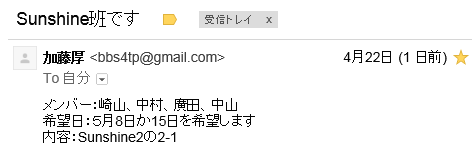 Sunshine班です
受信トレイ x
加藤厚 <bbs4tp@gmail.com> 4月22日 (1 日前)
To 自分
メンバー：崎山、中村、廣田、中山
希望日：５月8日か15日を希望します
内容：Sunshine2の2-1